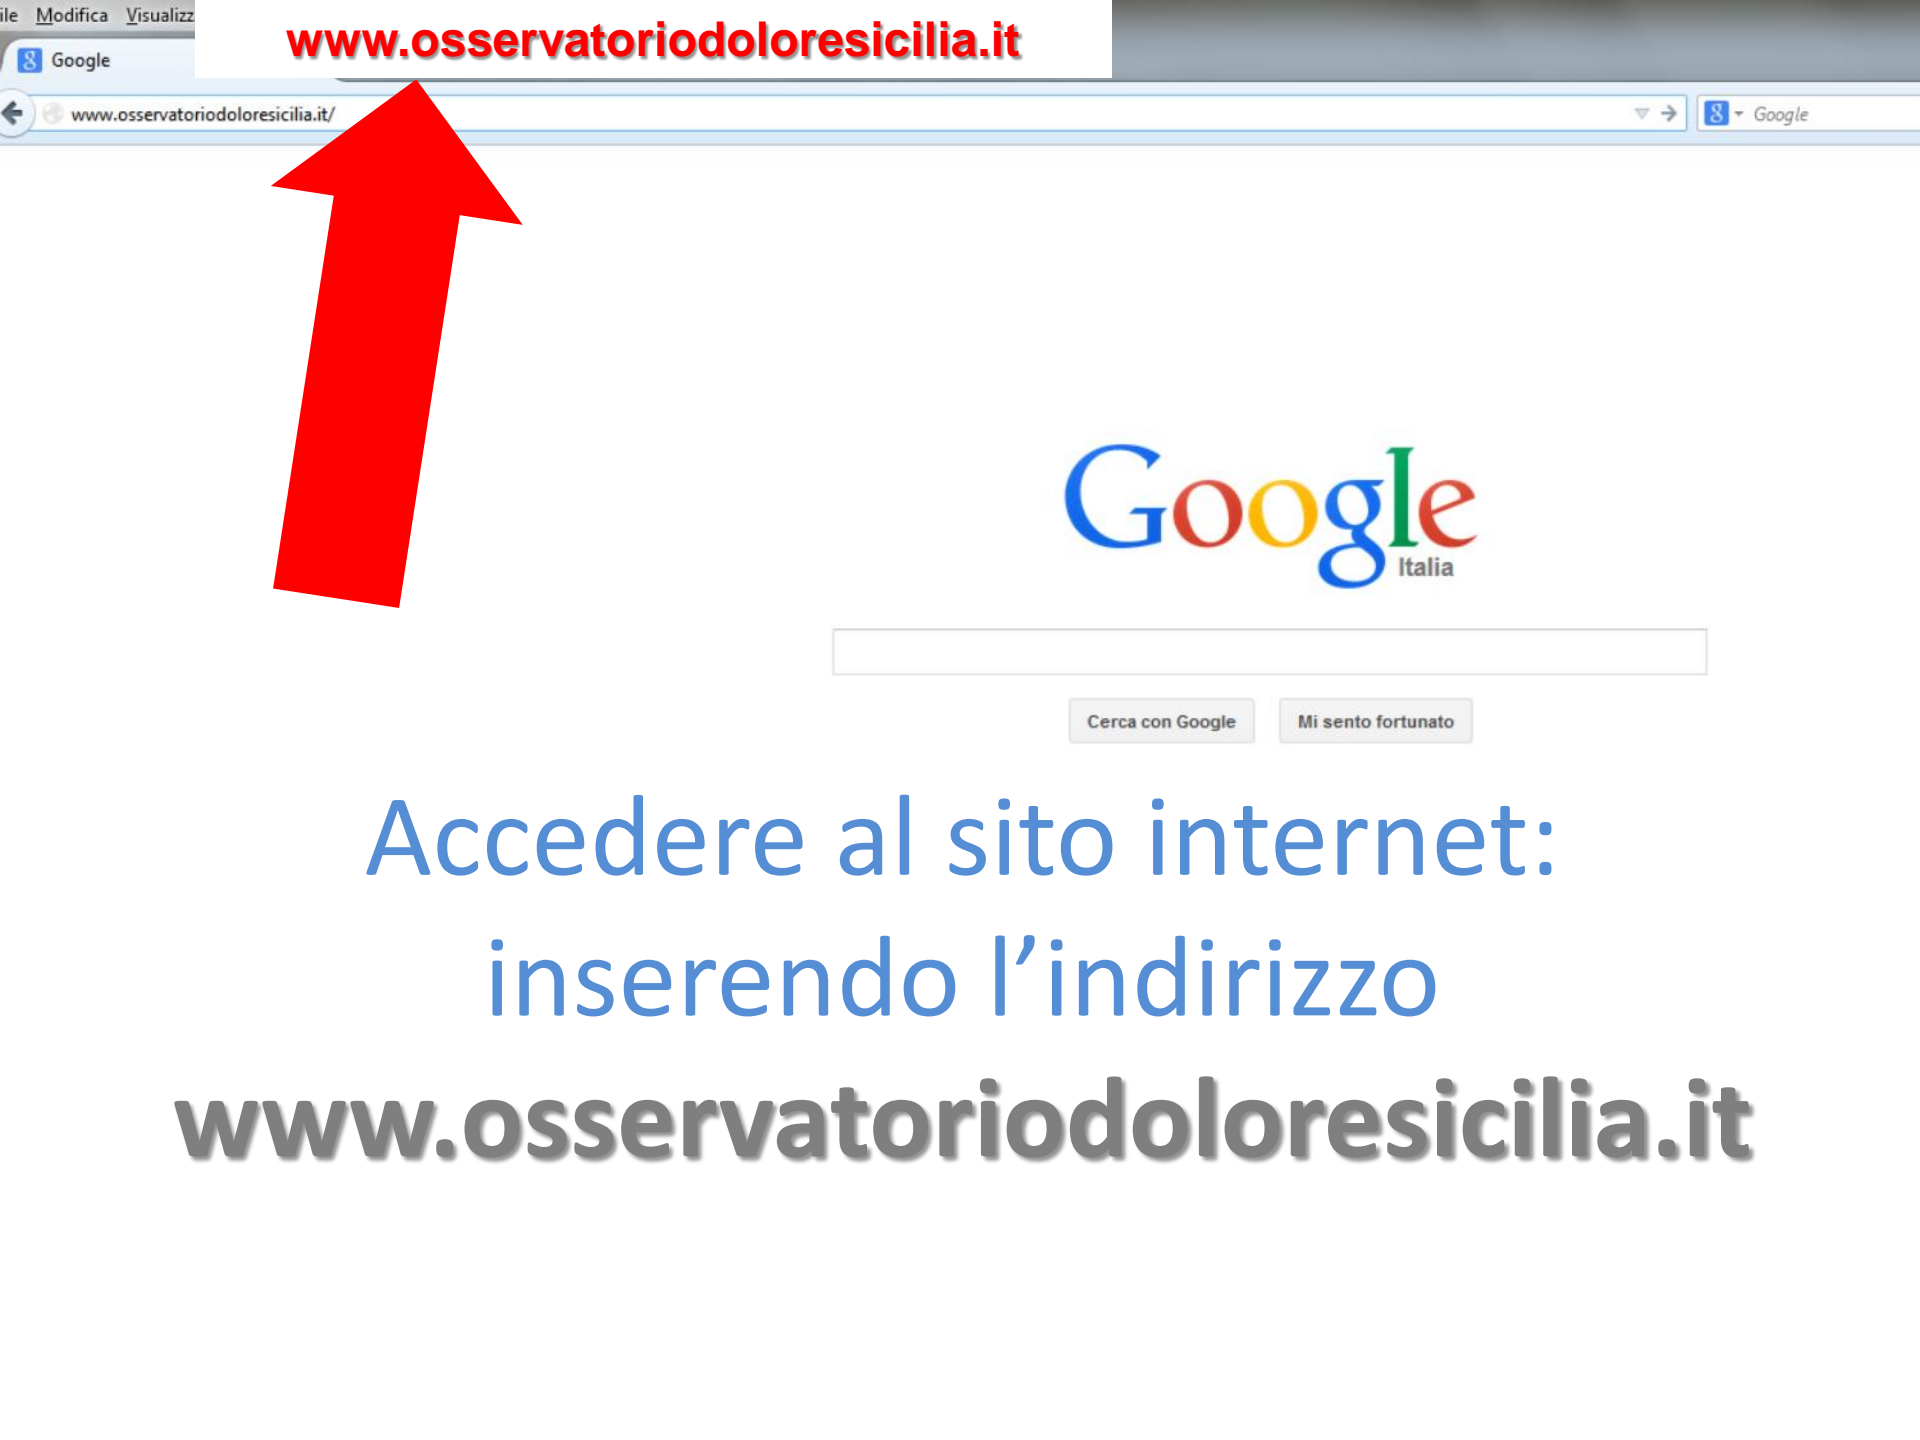 ile Modifica Visualizz
www.osservatoriodoloresicilia.it
Google
www.osservatoriodoloresicilia.it/
Google
Google
Italia
Cerca con Google Mi sento fortunato
Accedere al sito internet:
inserendo l’indirizzo
www.osservatoriodoloresicilia.it